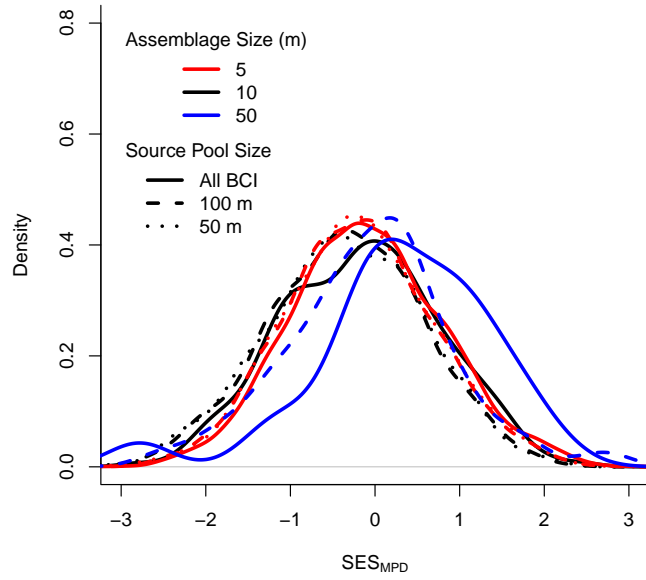 0.8
0.6
0.4
0.2
0.0
Density
Assemblage Size (m)
5
10
50
Source Pool Size
All BCI
100 m
50 m
−3
−2
−1
0
1
2
3
SES_MPD